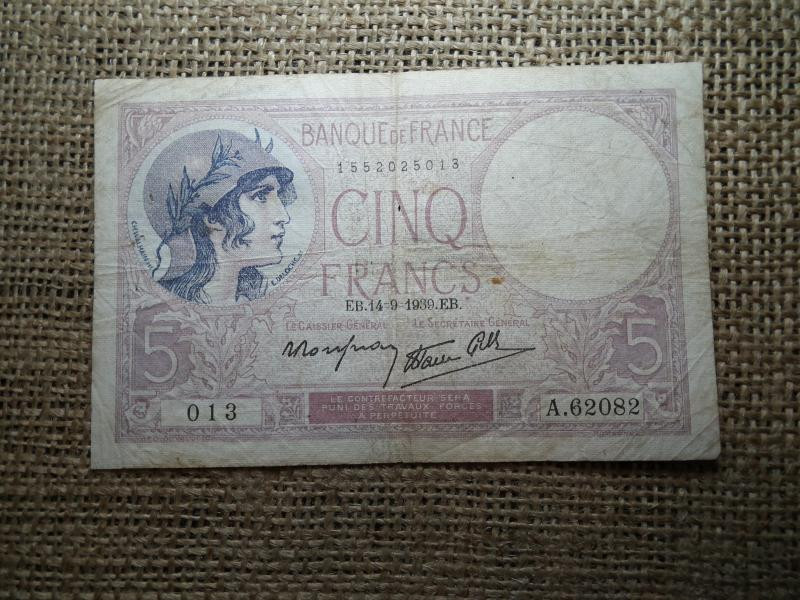 BANQUE DE FRANCE
1552025013
CINQ
FRANCS
EB.14-9-1939.EB.
LE CAISSIER GÉNÉRAL LE SECRÉTAIRE GÉNÉRAL
5 5
013 A.62082
LE CONTREFACTEUR SERA
PUNI DES TRAVAUX FORCÉS
A PERPÉTUITÉ